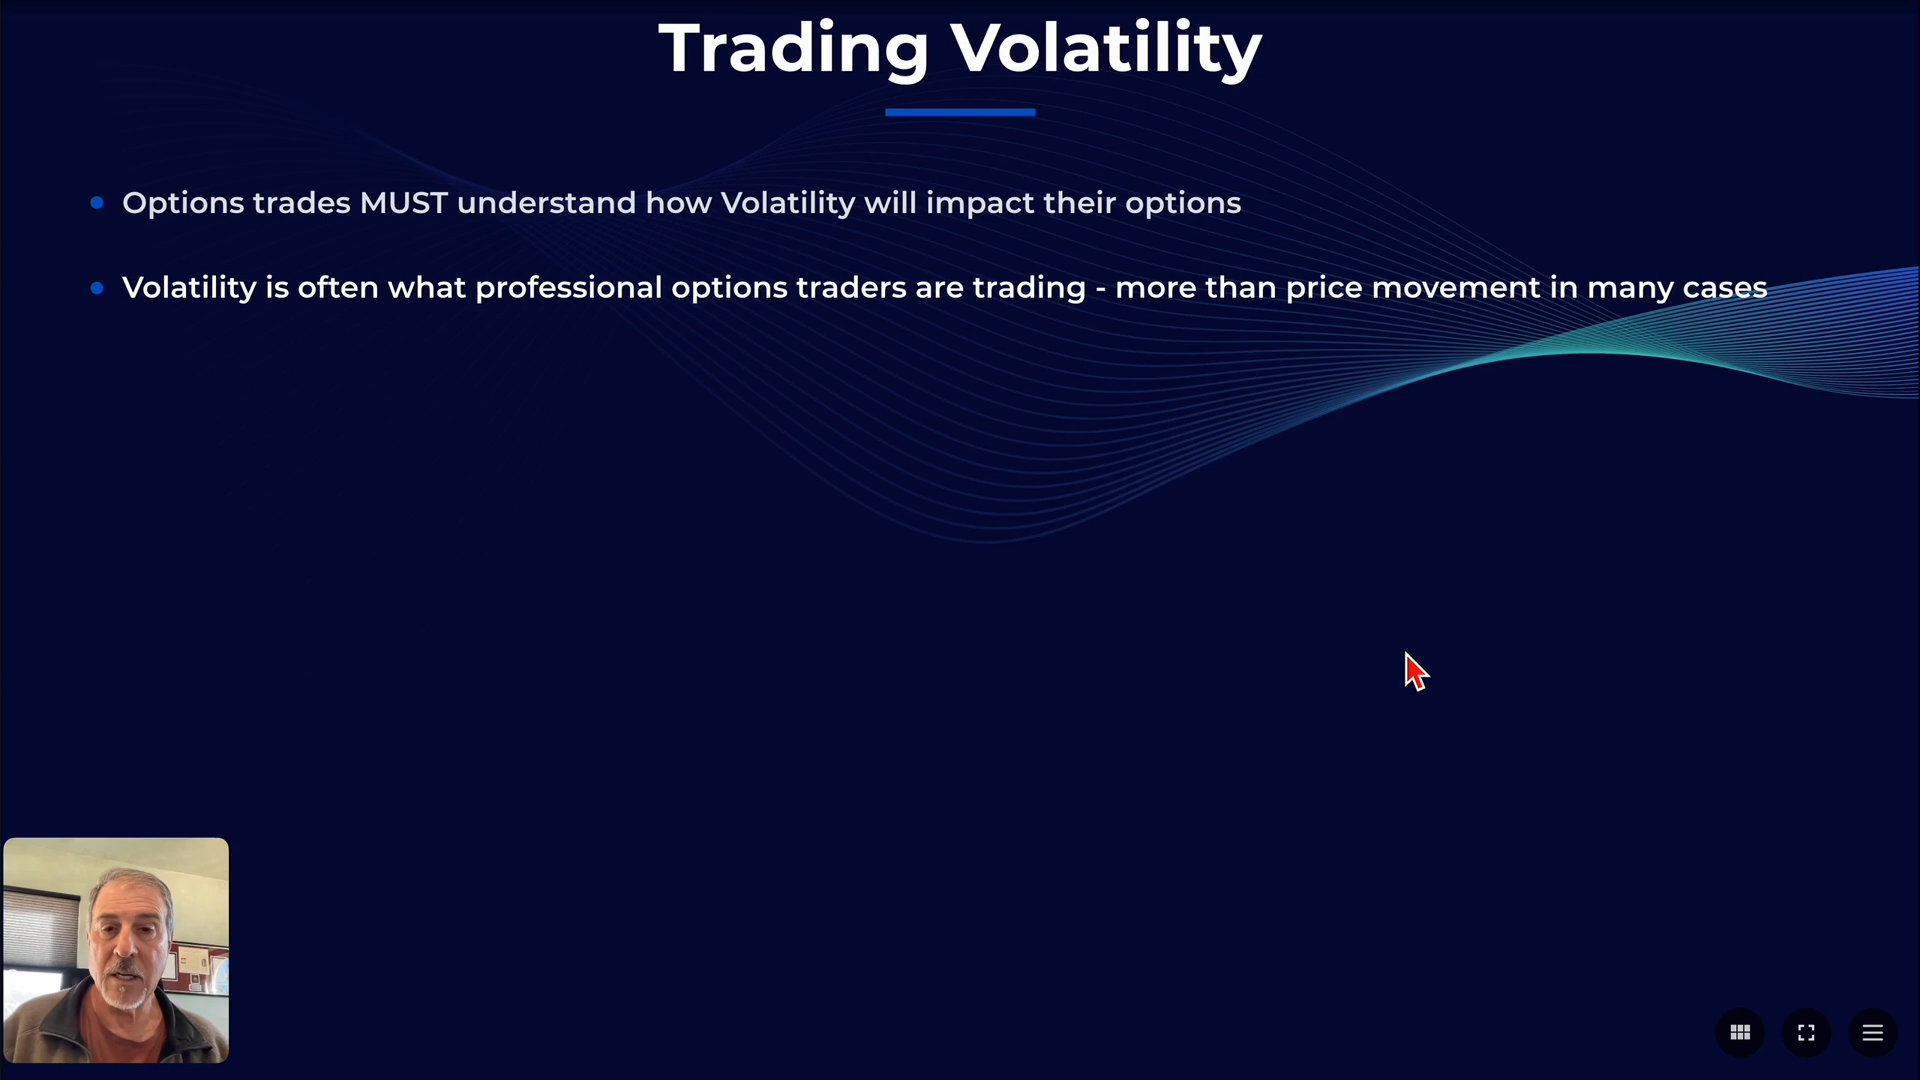 Trading Volatility
Options trades MUST understand how Volatility will impact their options
Volatility is often what professional options traders are trading - more than price movement in many cases